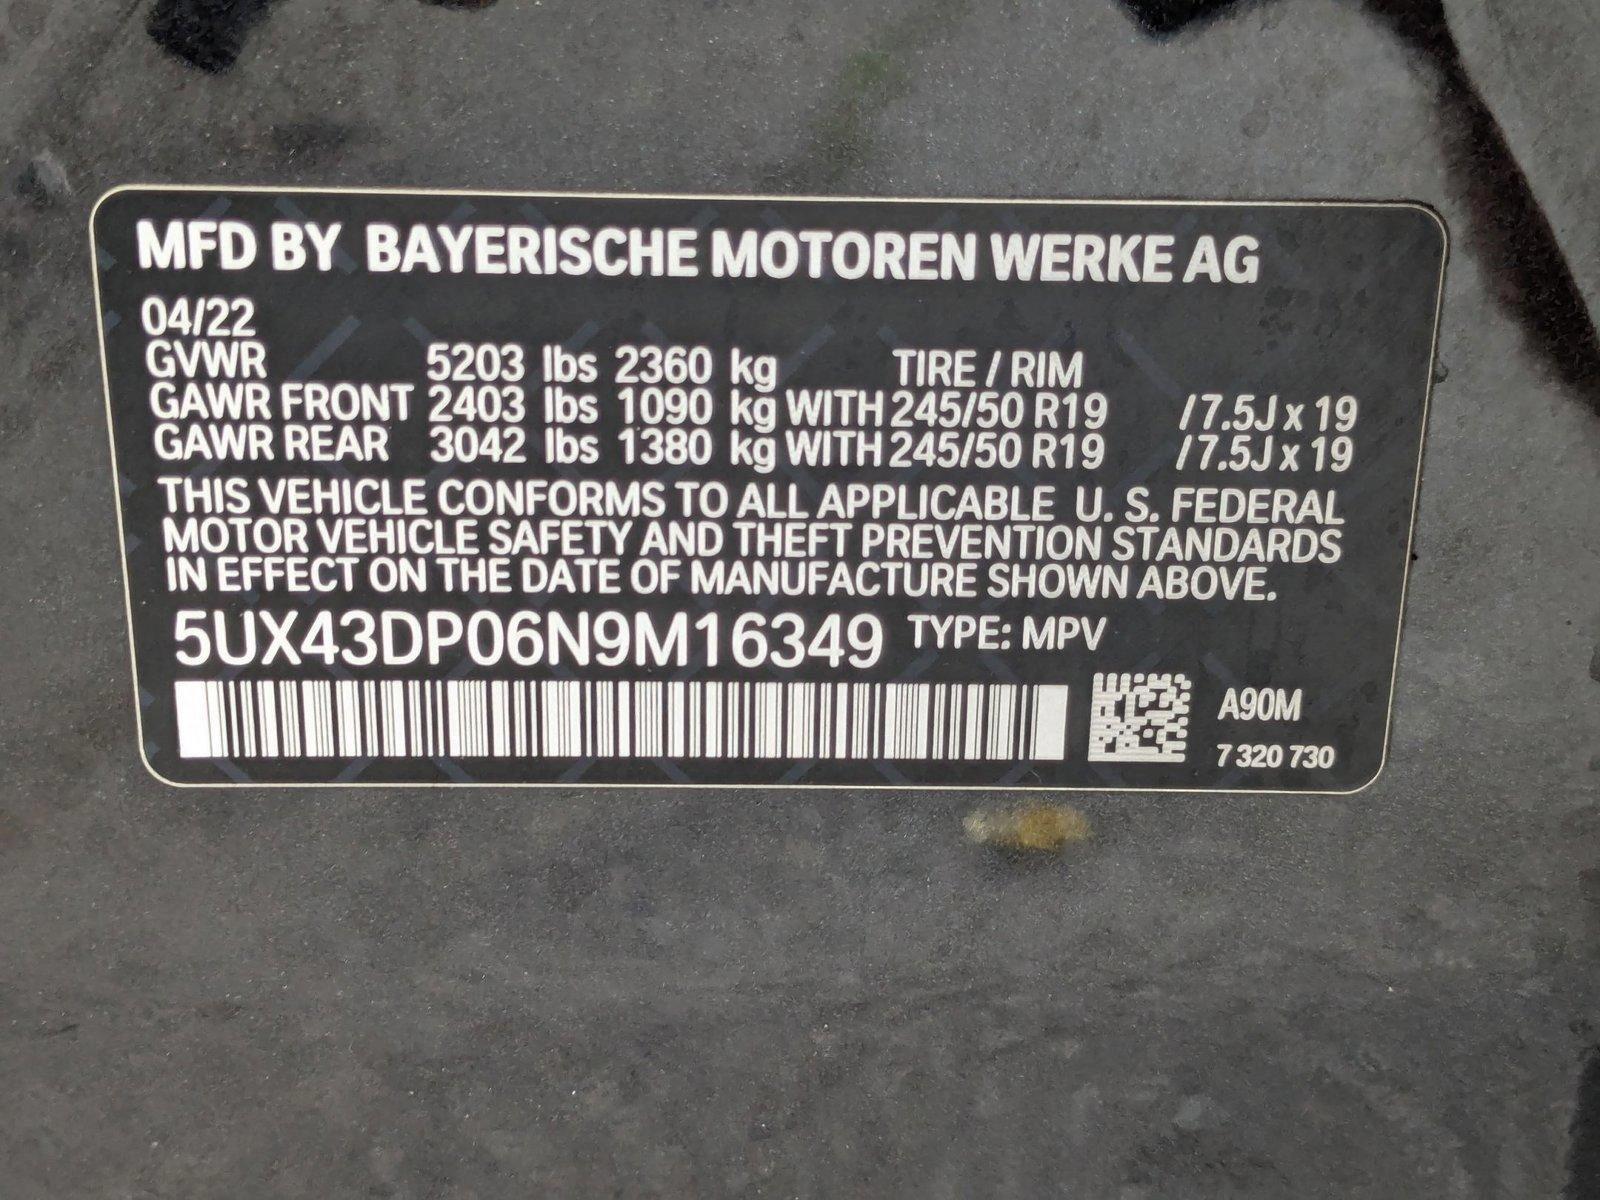 MFD BY BAYERISCHE MOTOREN WERKE AG
04/22
GVWR 5203 lbs 2360 kg TIRE / RIM
GAWR FRONT 2403 lbs 1090 kg WITH 245/50 R19 /7.5J x 19
GAWR REAR 3042 lbs 1380 kg WITH 245/50 R19 /7.5J x 19
THIS VEHICLE CONFORMS TO ALL APPLICABLE U. S. FEDERAL
MOTOR VEHICLE SAFETY AND THEFT PREVENTION STANDARDS
IN EFFECT ON THE DATE OF MANUFACTURE SHOWN ABOVE.
5UX43DP06N9M16349 TYPE: MPV
A90M
7 320 730